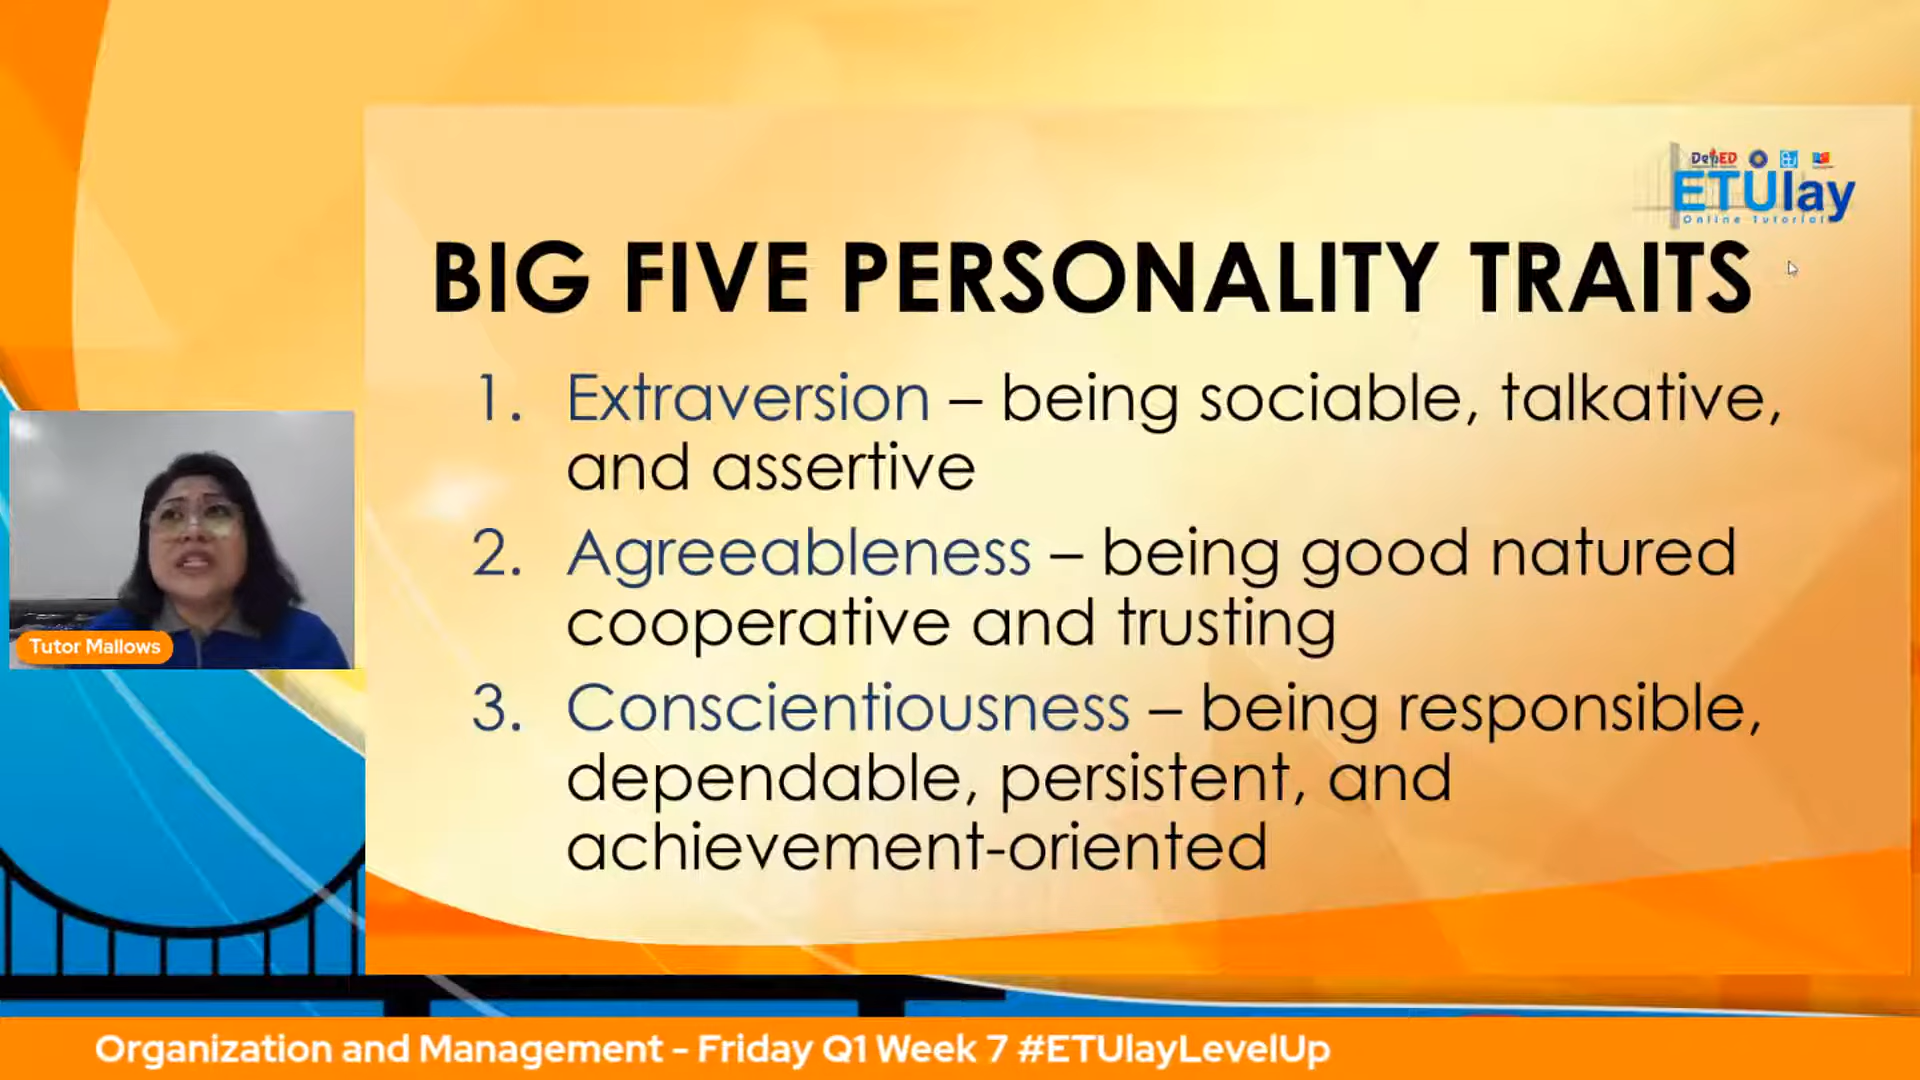 DepED
ETUlay
Online Tutorial
BIG FIVE PERSONALITY TRAITS
1. Extraversion – being sociable, talkative,
and assertive
2. Agreeableness – being good natured
cooperative and trusting
3. Conscientiousness – being responsible,
dependable, persistent, and
achievement-oriented
Tutor Mallows
Organization and Management - Friday Q1 Week 7 #ETUlayLevelUp